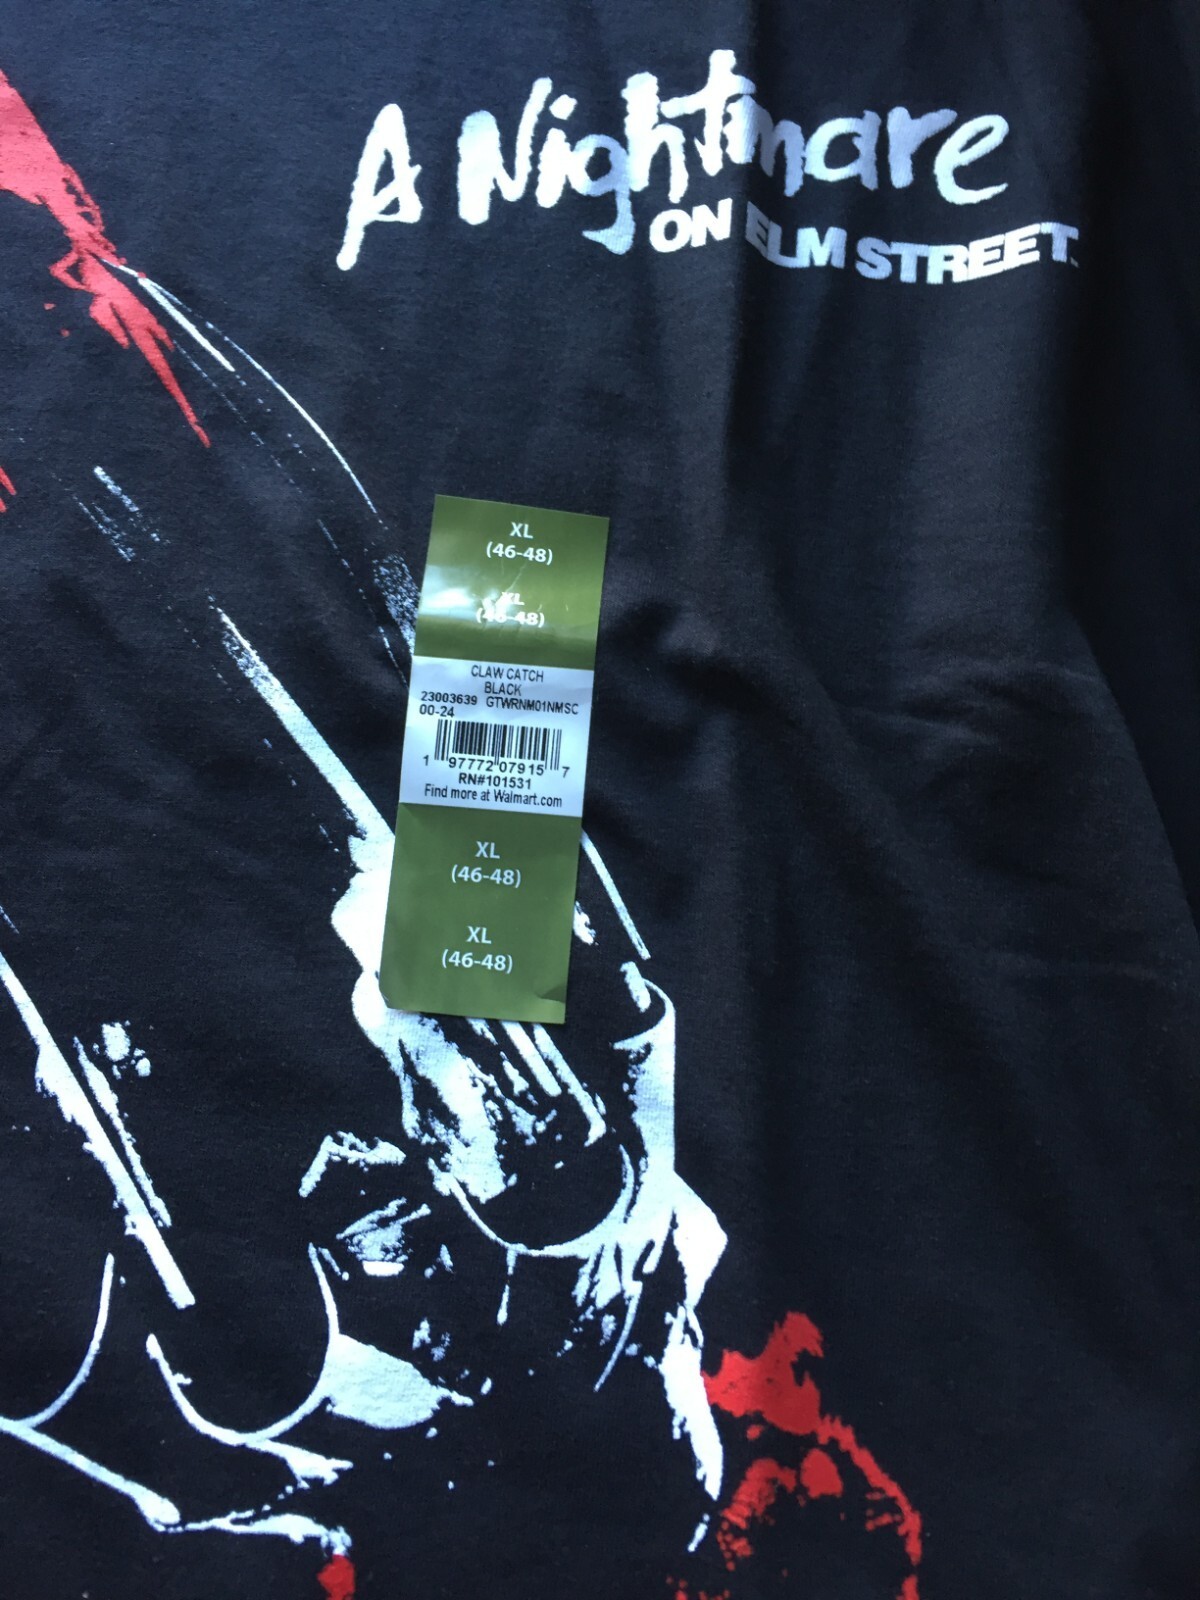 A Nightmare
ON ELM STREET™
XL
(46-48)
XL
(46-48)
CLAW CATCH
BLACK
23003639 GTWRNM01NMSC
00-24
1 97772 07915 7
RN#101531
Find more at Walmart.com
XL
(46-48)
XL
(46-48)